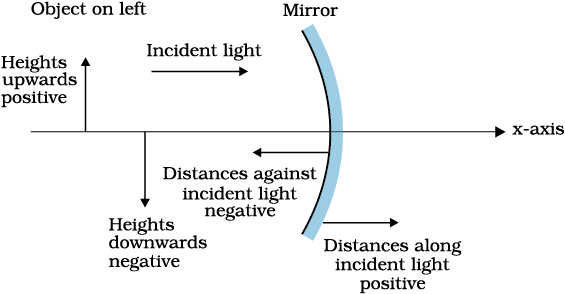 Object on left
Mirror
Incident light
Heights
upwards
positive
x-axis
Distances against
incident light
negative
Heights
downwards
negative
Distances along
incident light
positive